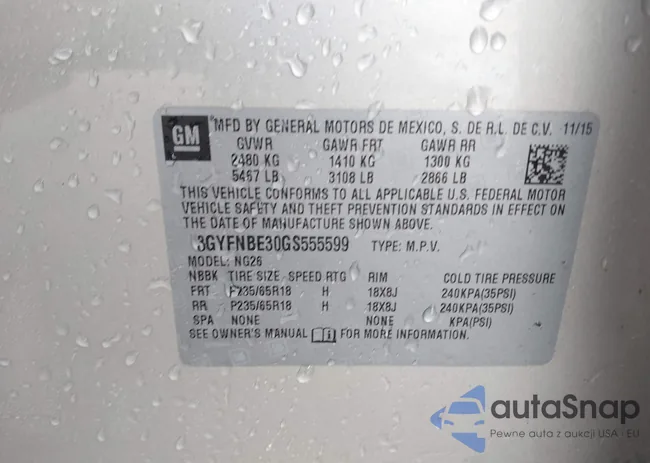 GM MFD BY GENERAL MOTORS DE MEXICO, S. DE R.L. DE C.V. 11/15
GVWR GAWR FRT GAWR RR
2480 KG 1410 KG 1300 KG
5467 LB 3108 LB 2866 LB
THIS VEHICLE CONFORMS TO ALL APPLICABLE U.S. FEDERAL MOTOR
VEHICLE SAFETY AND THEFT PREVENTION STANDARDS IN EFFECT ON
THE DATE OF MANUFACTURE SHOWN ABOVE.
3GYFNBE30GS555599 TYPE: M.P.V.
MODEL: NG26
NBBK TIRE SIZE, SPEED RTG RIM COLD TIRE PRESSURE
FRT P235/65R18 H 18X8J 240KPA(35PSI)
RR P235/65R18 H 18X8J 240KPA(35PSI)
SPA NONE NONE KPA(PSI)
SEE OWNER'S MANUAL FOR MORE INFORMATION.
autaSnap
Pewne auta z aukcji USA - EU